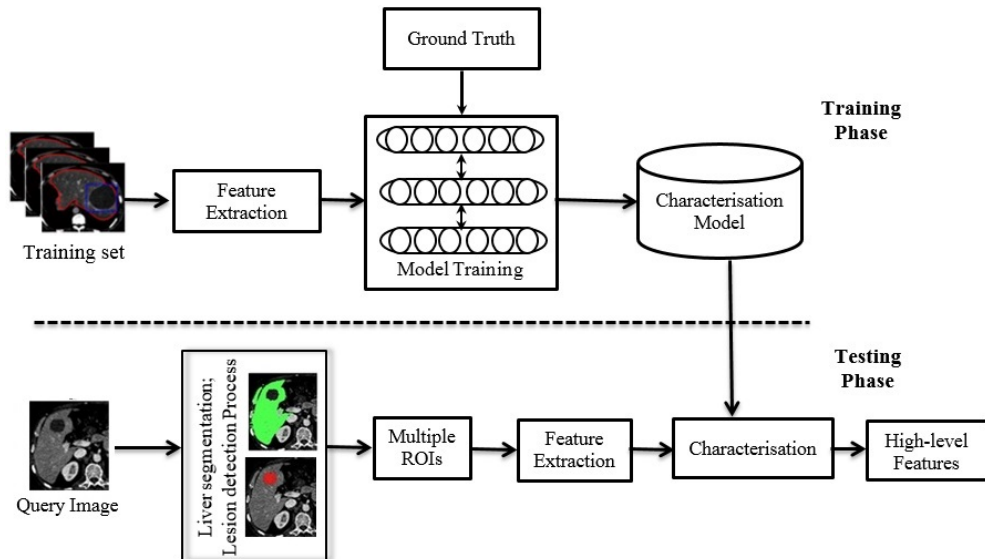 Ground Truth
Training
Phase
Feature
Extraction
Characterisation
Model
Training set
Model Training
Testing
Phase
Liver segmentation;
Lesion detection Process
Multiple
ROIs
Feature
Extraction
Characterisation
High-level
Features
Query Image